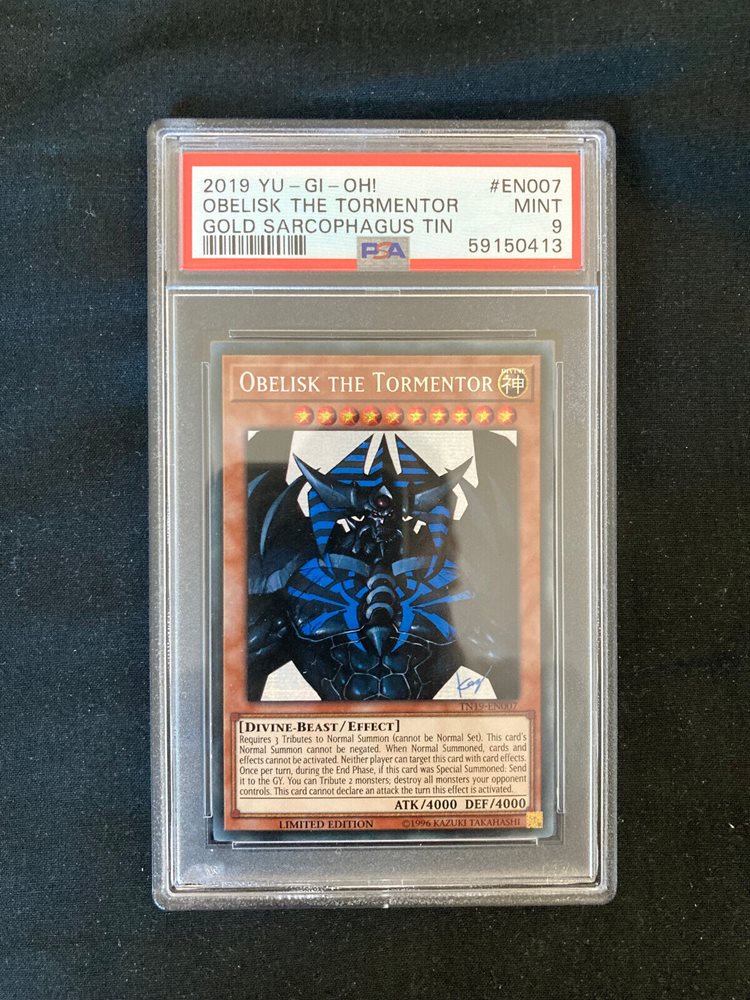 2019 YU-GI-OH! #EN007
OBELISK THE TORMENTOR MINT
GOLD SARCOPHAGUS TIN 9
PSA 59150413
OBELISK THE TORMENTOR
DIVINE
神
Kay
TN19-EN007
[DIVINE-BEAST/EFFECT]
Requires 3 Tributes to Normal Summon (cannot be Normal Set). This card's
Normal Summon cannot be negated. When Normal Summoned, cards and
effects cannot be activated. Neither player can target this card with card effects.
Once per turn, during the End Phase, if this card was Special Summoned: Send
it to the GY. You can Tribute 2 monsters; destroy all monsters your opponent
controls. This card cannot declare an attack the turn this effect is activated.
ATK/4000 DEF/4000
LIMITED EDITION ©1996 KAZUKI TAKAHASHI